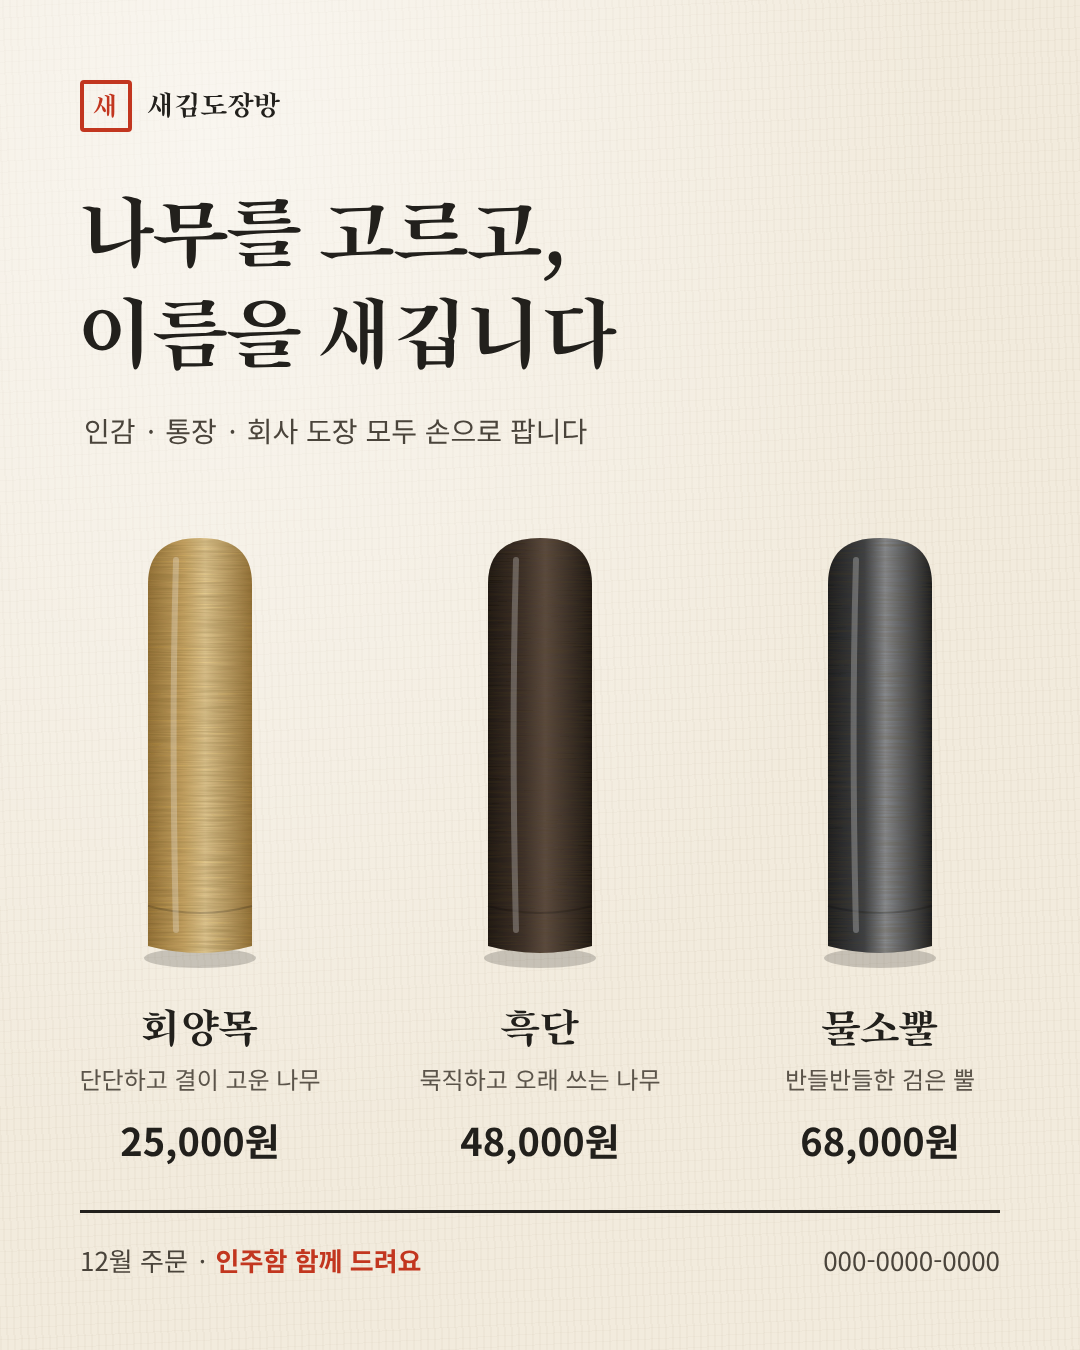 새
새김도장방
나무를 고르고,
이름을 새깁니다
인감 · 통장 · 회사 도장 모두 손으로 팝니다
회양목
단단하고 결이 고운 나무
25,000원
흑단
묵직하고 오래 쓰는 나무
48,000원
물소뿔
반들반들한 검은 뿔
68,000원
12월 주문 · 인주함 함께 드려요
000-0000-0000